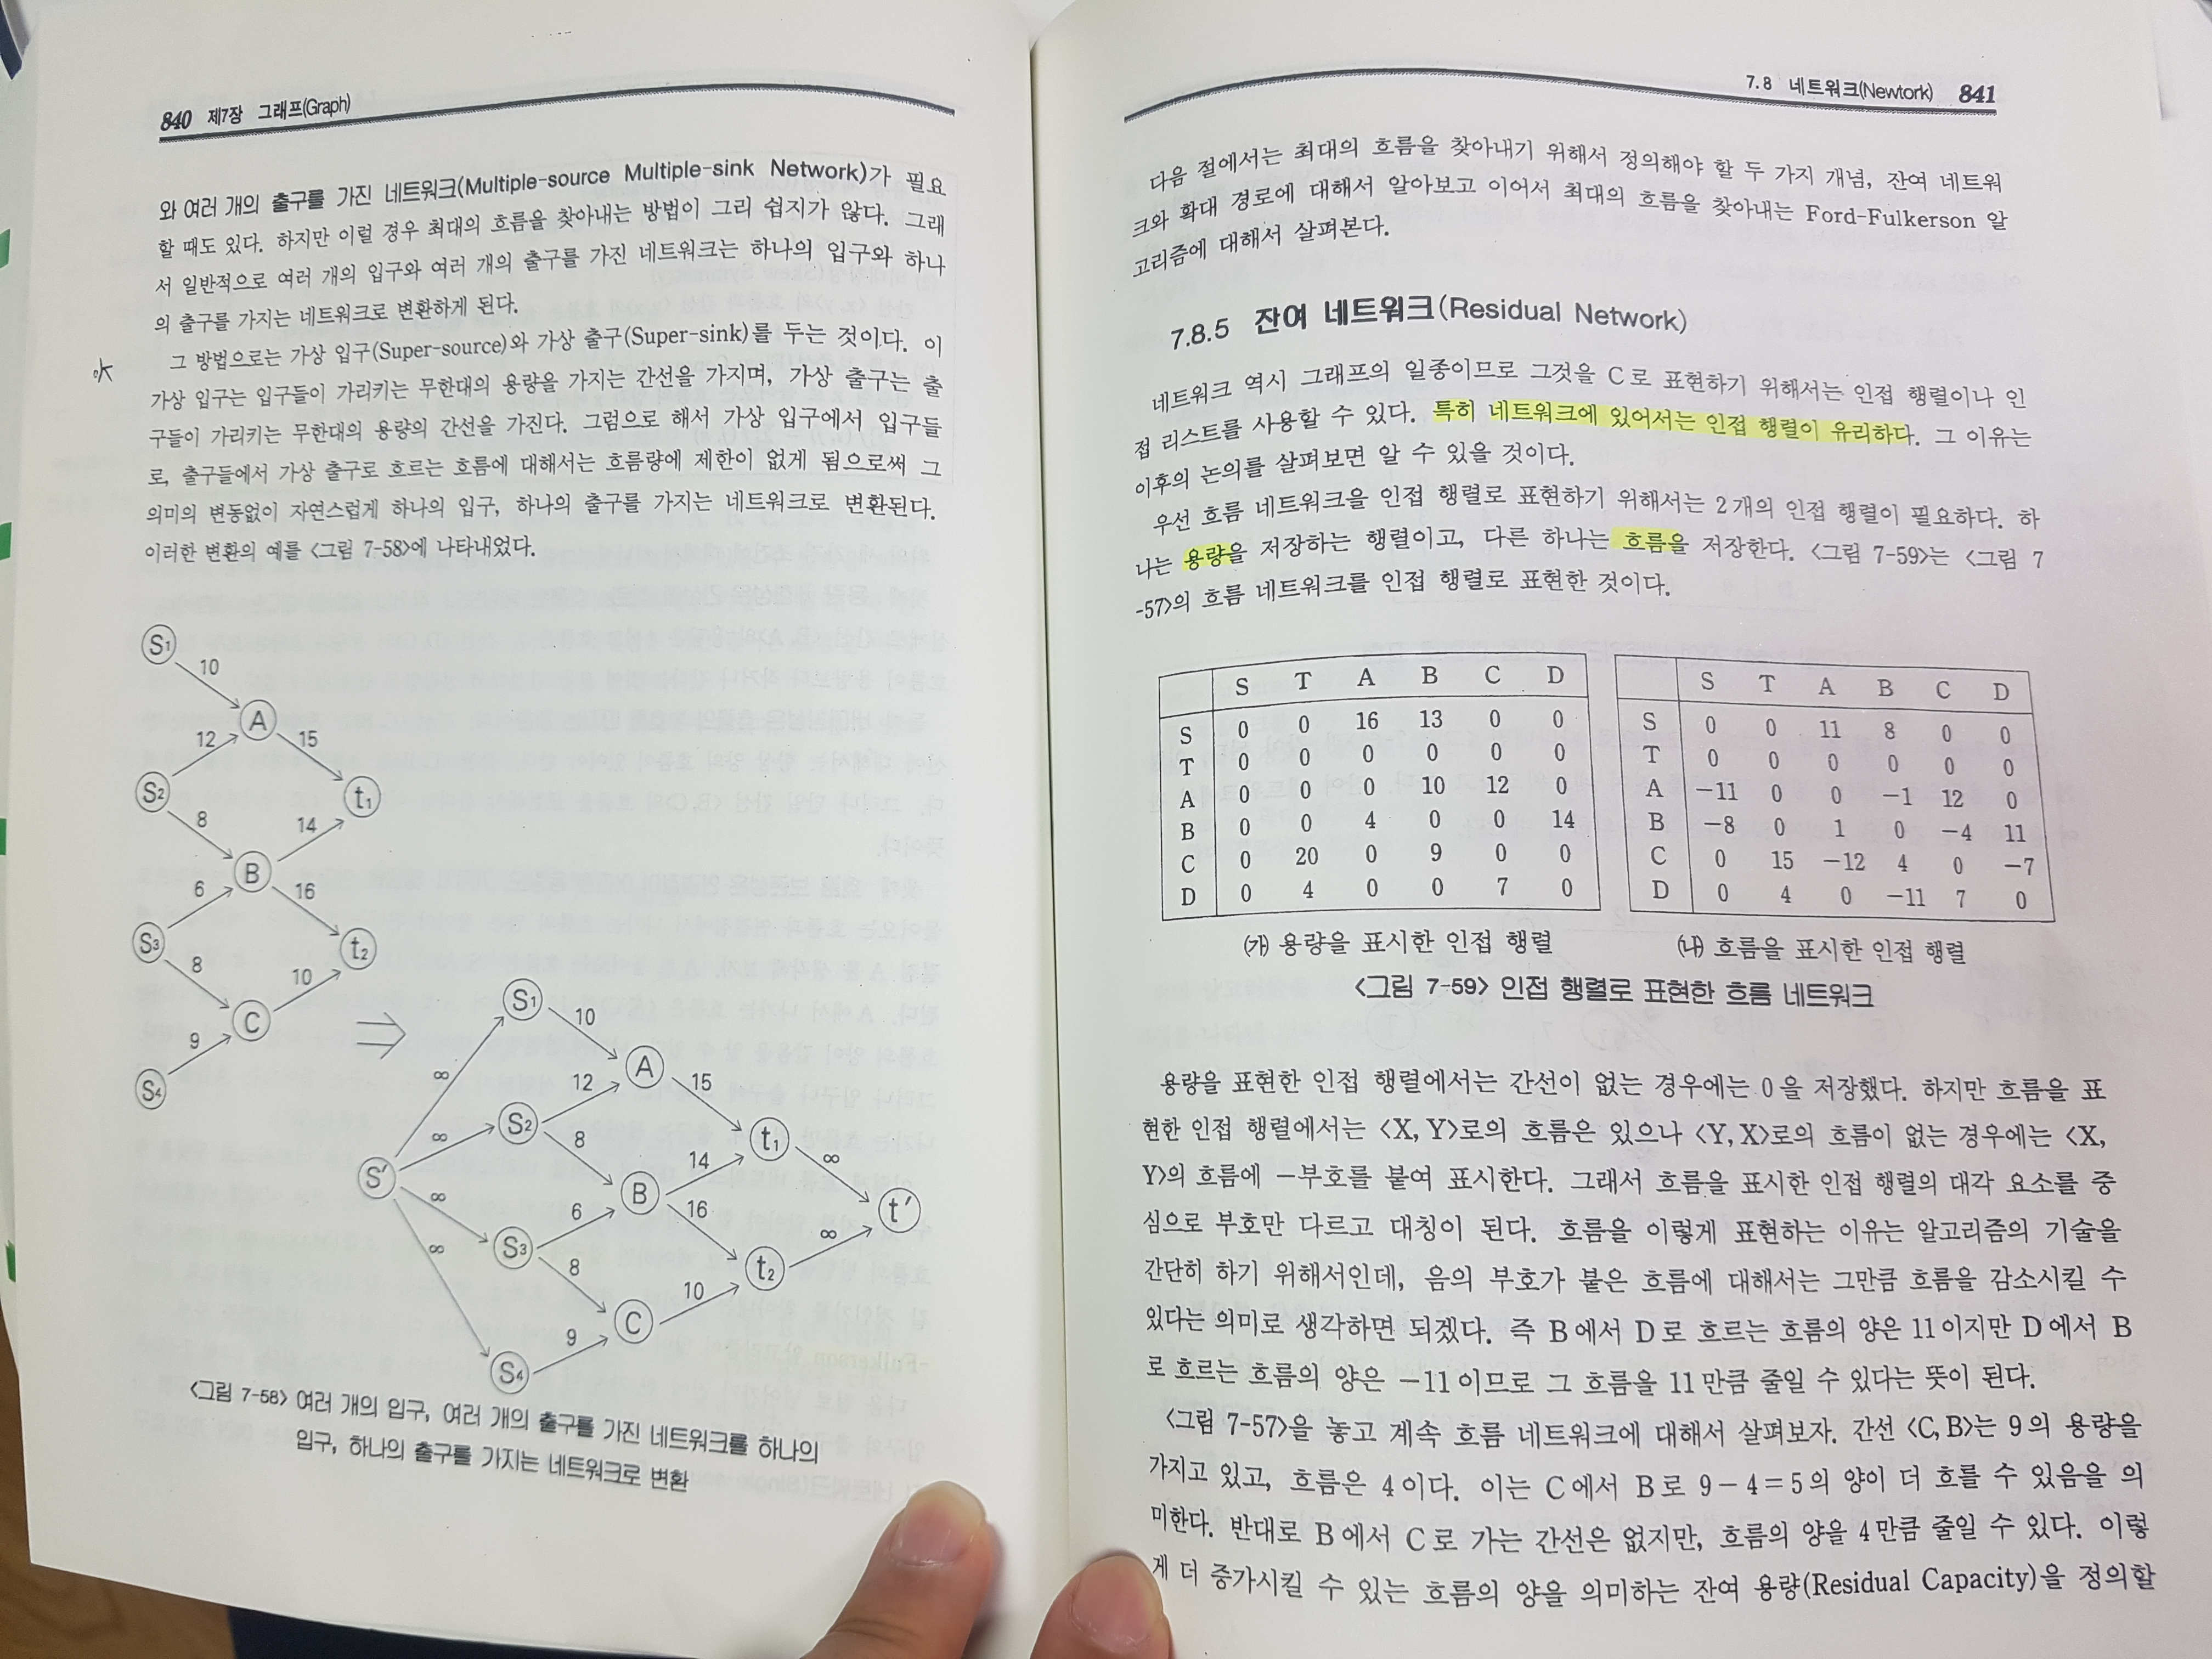 840 제7장 그래프(Graph)
와 여러 개의 출구를 가진 네트워크(Multiple-source Multiple-sink Network)가 필요
할 때도 있다. 하지만 이럴 경우 최대의 흐름을 찾아내는 방법이 그리 쉽지가 않다. 그래
서 일반적으로 여러 개의 입구와 여러 개의 출구를 가진 네트워크는 하나의 입구와 하나
의 출구를 가지는 네트워크로 변환하게 된다.
그 방법으로는 가상 입구(Super-source)와 가상 출구(Super-sink)를 두는 것이다. 이
가상 입구는 입구들이 가리키는 무한대의 용량을 가지는 간선을 가지며, 가상 출구는 출
구들이 가리키는 무한대의 용량의 간선을 가진다. 그럼으로 해서 가상 입구에서 입구들
로, 출구들에서 가상 출구로 흐르는 흐름에 대해서는 흐름량에 제한이 없게 됨으로써 그
의미의 변동없이 자연스럽게 하나의 입구, 하나의 출구를 가지는 네트워크로 변환된다.
이러한 변환의 예를 <그림 7-58>에 나타내었다.
S1
10
A
12
15
S2
t1
8
14
B
6
16
S3
t2
8
10
C
9
S4
S1
10
A
∞
12
15
S2
∞
8
t1
14
∞
S'
∞
B
t'
6
16
∞
S3
∞
8
t2
10
C
9
S4
<그림 7-58> 여러 개의 입구, 여러 개의 출구를 가진 네트워크를 하나의
입구, 하나의 출구를 가지는 네트워크로 변환
7.8 네트워크(Newtork) 841
다음 절에서는 최대의 흐름을 찾아내기 위해서 정의해야 할 두 가지 개념, 잔여 네트워
크와 확대 경로에 대해서 알아보고 이어서 최대의 흐름을 찾아내는 Ford-Fulkerson 알
고리즘에 대해서 살펴본다.
7.8.5 잔여 네트워크(Residual Network)
네트워크 역시 그래프의 일종이므로 그것을 C로 표현하기 위해서는 인접 행렬이나 인
접 리스트를 사용할 수 있다. 특히 네트워크에 있어서는 인접 행렬이 유리하다. 그 이유는
이후의 논의를 살펴보면 알 수 있을 것이다.
우선 흐름 네트워크을 인접 행렬로 표현하기 위해서는 2개의 인접 행렬이 필요하다. 하
나는 용량을 저장하는 행렬이고, 다른 하나는 흐름을 저장한다. <그림 7-59>는 <그림 7
-57>의 흐름 네트워크를 인접 행렬로 표현한 것이다.
S T A B C D
S 0 0 16 13 0 0
T 0 0 0 0 0 0
A 0 0 0 10 12 0
B 0 0 4 0 0 14
C 0 20 0 9 0 0
D 0 4 0 0 7 0
(가) 용량을 표시한 인접 행렬
S T A B C D
S 0 0 11 8 0 0
T 0 0 0 0 0 0
A -11 0 0 -1 12 0
B -8 0 1 0 -4 11
C 0 15 -12 4 0 -7
D 0 4 0 -11 7 0
(나) 흐름을 표시한 인접 행렬
<그림 7-59> 인접 행렬로 표현한 흐름 네트워크
용량을 표현한 인접 행렬에서는 간선이 없는 경우에는 0을 저장했다. 하지만 흐름을 표
현한 인접 행렬에서는 <X, Y>로의 흐름은 있으나 <Y, X>로의 흐름이 없는 경우에는 <X,
Y>의 흐름에 -부호를 붙여 표시한다. 그래서 흐름을 표시한 인접 행렬의 대각 요소를 중
심으로 부호만 다르고 대칭이 된다. 흐름을 이렇게 표현하는 이유는 알고리즘의 기술을
간단히 하기 위해서인데, 음의 부호가 붙은 흐름에 대해서는 그만큼 흐름을 감소시킬 수
있다는 의미로 생각하면 되겠다. 즉 B에서 D로 흐르는 흐름의 양은 11이지만 D에서 B
로 흐르는 흐름의 양은 -11이므로 그 흐름을 11만큼 줄일 수 있다는 뜻이 된다.
<그림 7-57>을 놓고 계속 흐름 네트워크에 대해서 살펴보자. 간선 <C, B>는 9의 용량을
가지고 있고, 흐름은 4이다. 이는 C에서 B로 9-4=5의 양이 더 흐를 수 있음을 의
미한다. 반대로 B에서 C로 가는 간선은 없지만, 흐름의 양을 4만큼 줄일 수 있다. 이렇
게 더 증가시킬 수 있는 흐름의 양을 의미하는 잔여 용량(Residual Capacity)을 정의할